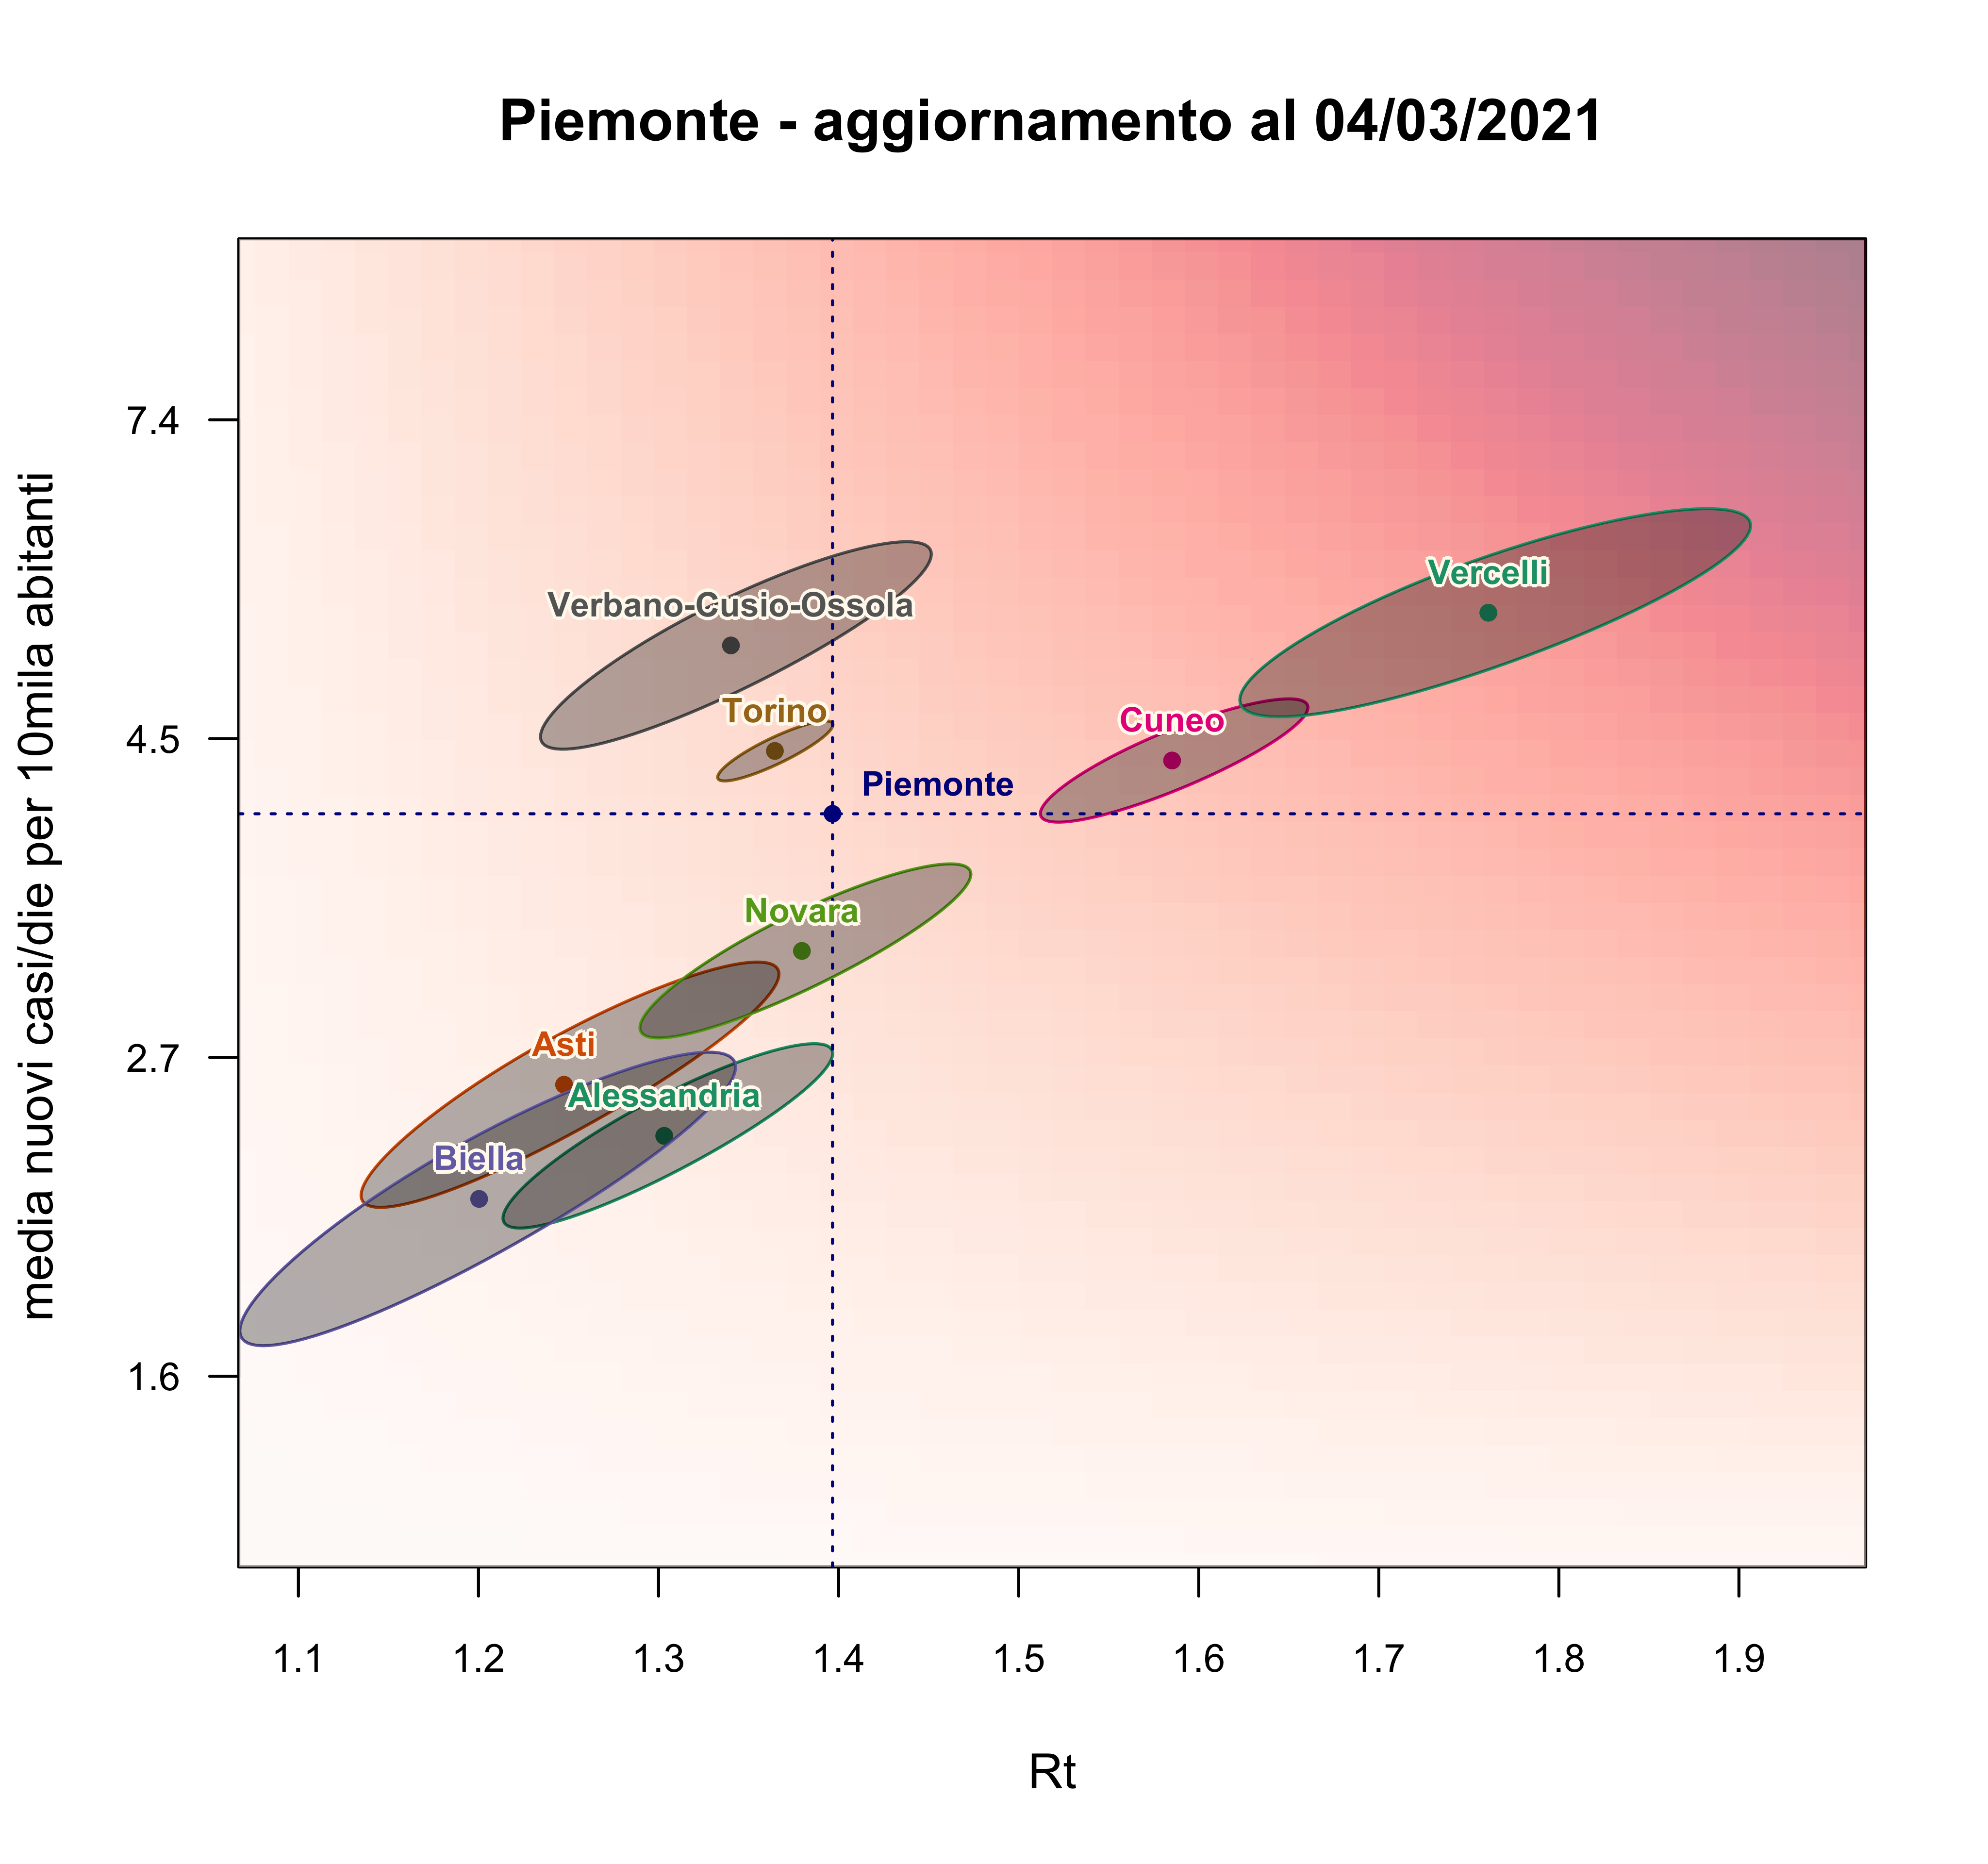 Piemonte - aggiornamento al 04/03/2021
media nuovi casi/die per 10mila abitanti
7.4
4.5
2.7
1.6
Verbano-Cusio-Ossola
Vercelli
Torino
Cuneo
Piemonte
Novara
Asti
Alessandria
Biella
1.1 1.2 1.3 1.4 1.5 1.6 1.7 1.8 1.9
Rt